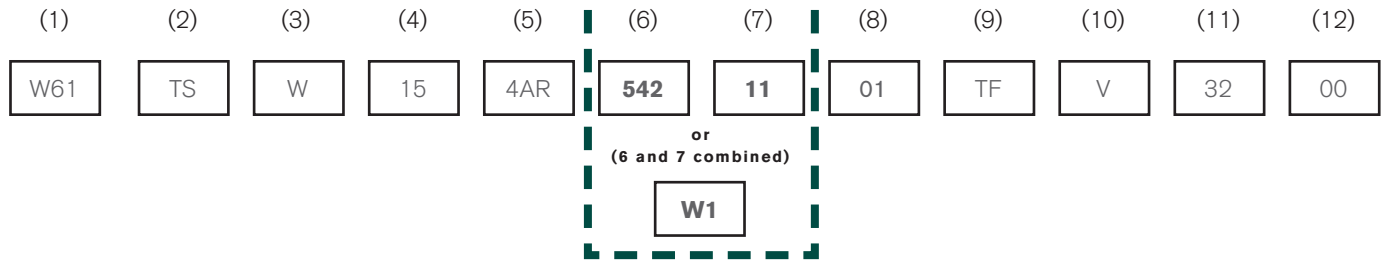 (1) (2) (3) (4) (5) (6) (7) (8) (9) (10) (11) (12)
W61 TS W 15 4AR 542 11 01 TF V 32 00
or
(6 and 7 combined)
W1